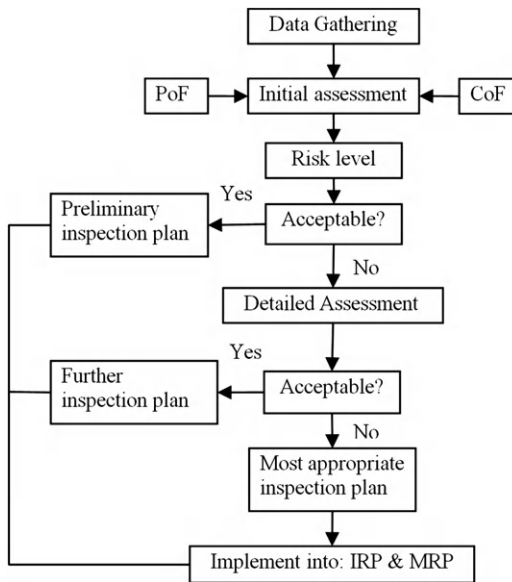 Data Gathering
PoF
Initial assessment
CoF
Risk level
Yes
Preliminary
inspection plan
Acceptable?
No
Detailed Assessment
Yes
Further
inspection plan
Acceptable?
No
Most appropriate
inspection plan
Implement into: IRP & MRP